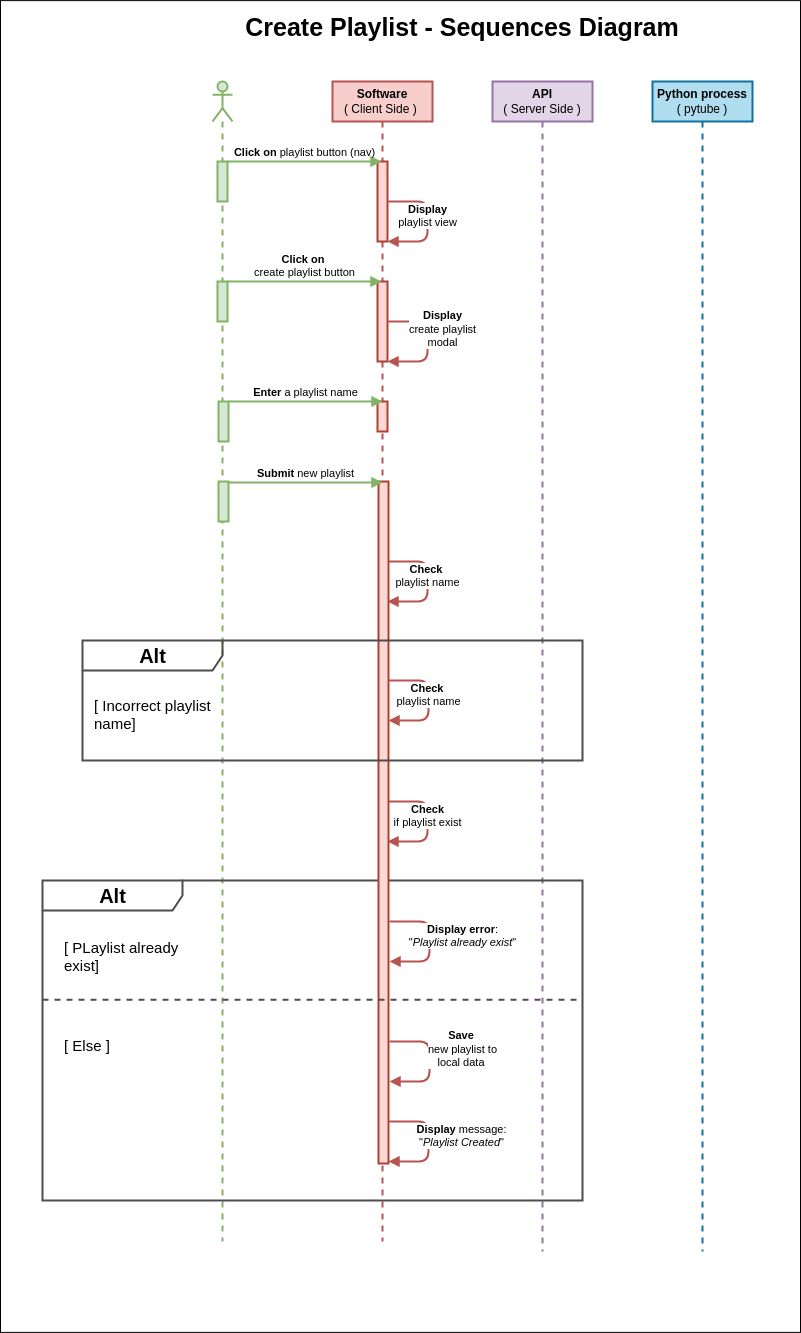 Create Playlist - Sequences Diagram
Software
( Client Side )
API
( Server Side )
Python process
( pytube )
Click on playlist button (nav)
Display
playlist view
Click on
create playlist button
Display
create playlist
modal
Enter a playlist name
Submit new playlist
Check
playlist name
Alt
[ Incorrect playlist
name]
Check
playlist name
Check
if playlist exist
Alt
[ PLaylist already
exist]
Display error:
"Playlist already exist"
[ Else ]
Save
new playlist to
local data
Display message:
"Playlist Created"